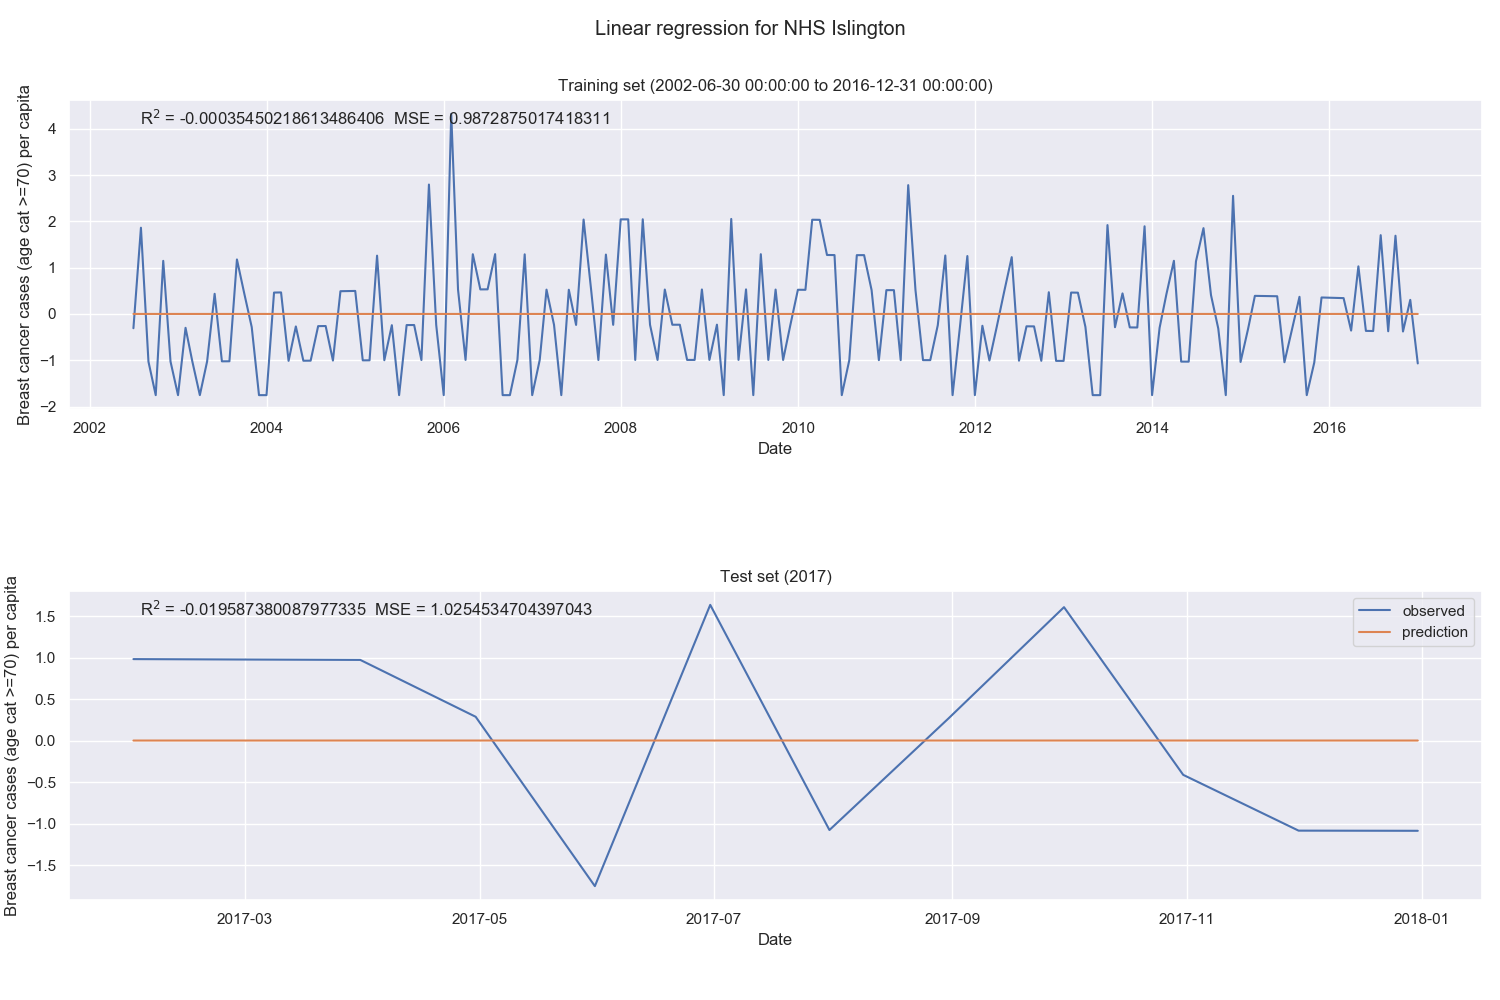 Linear regression for NHS Islington
Training set (2002-06-30 00:00:00 to 2016-12-31 00:00:00)
R² = -0.00035450218613486406 MSE = 0.9872875017418311
Breast cancer cases (age cat >=70) per capita
4
3
2
1
0
−1
−2
2002 2004 2006 2008 2010 2012 2014 2016
Date
Test set (2017)
R² = -0.019587380087977335 MSE = 1.0254534704397043
observed
prediction
Breast cancer cases (age cat >=70) per capita
1.5
1.0
0.5
0.0
−0.5
−1.0
−1.5
2017-03 2017-05 2017-07 2017-09 2017-11 2018-01
Date